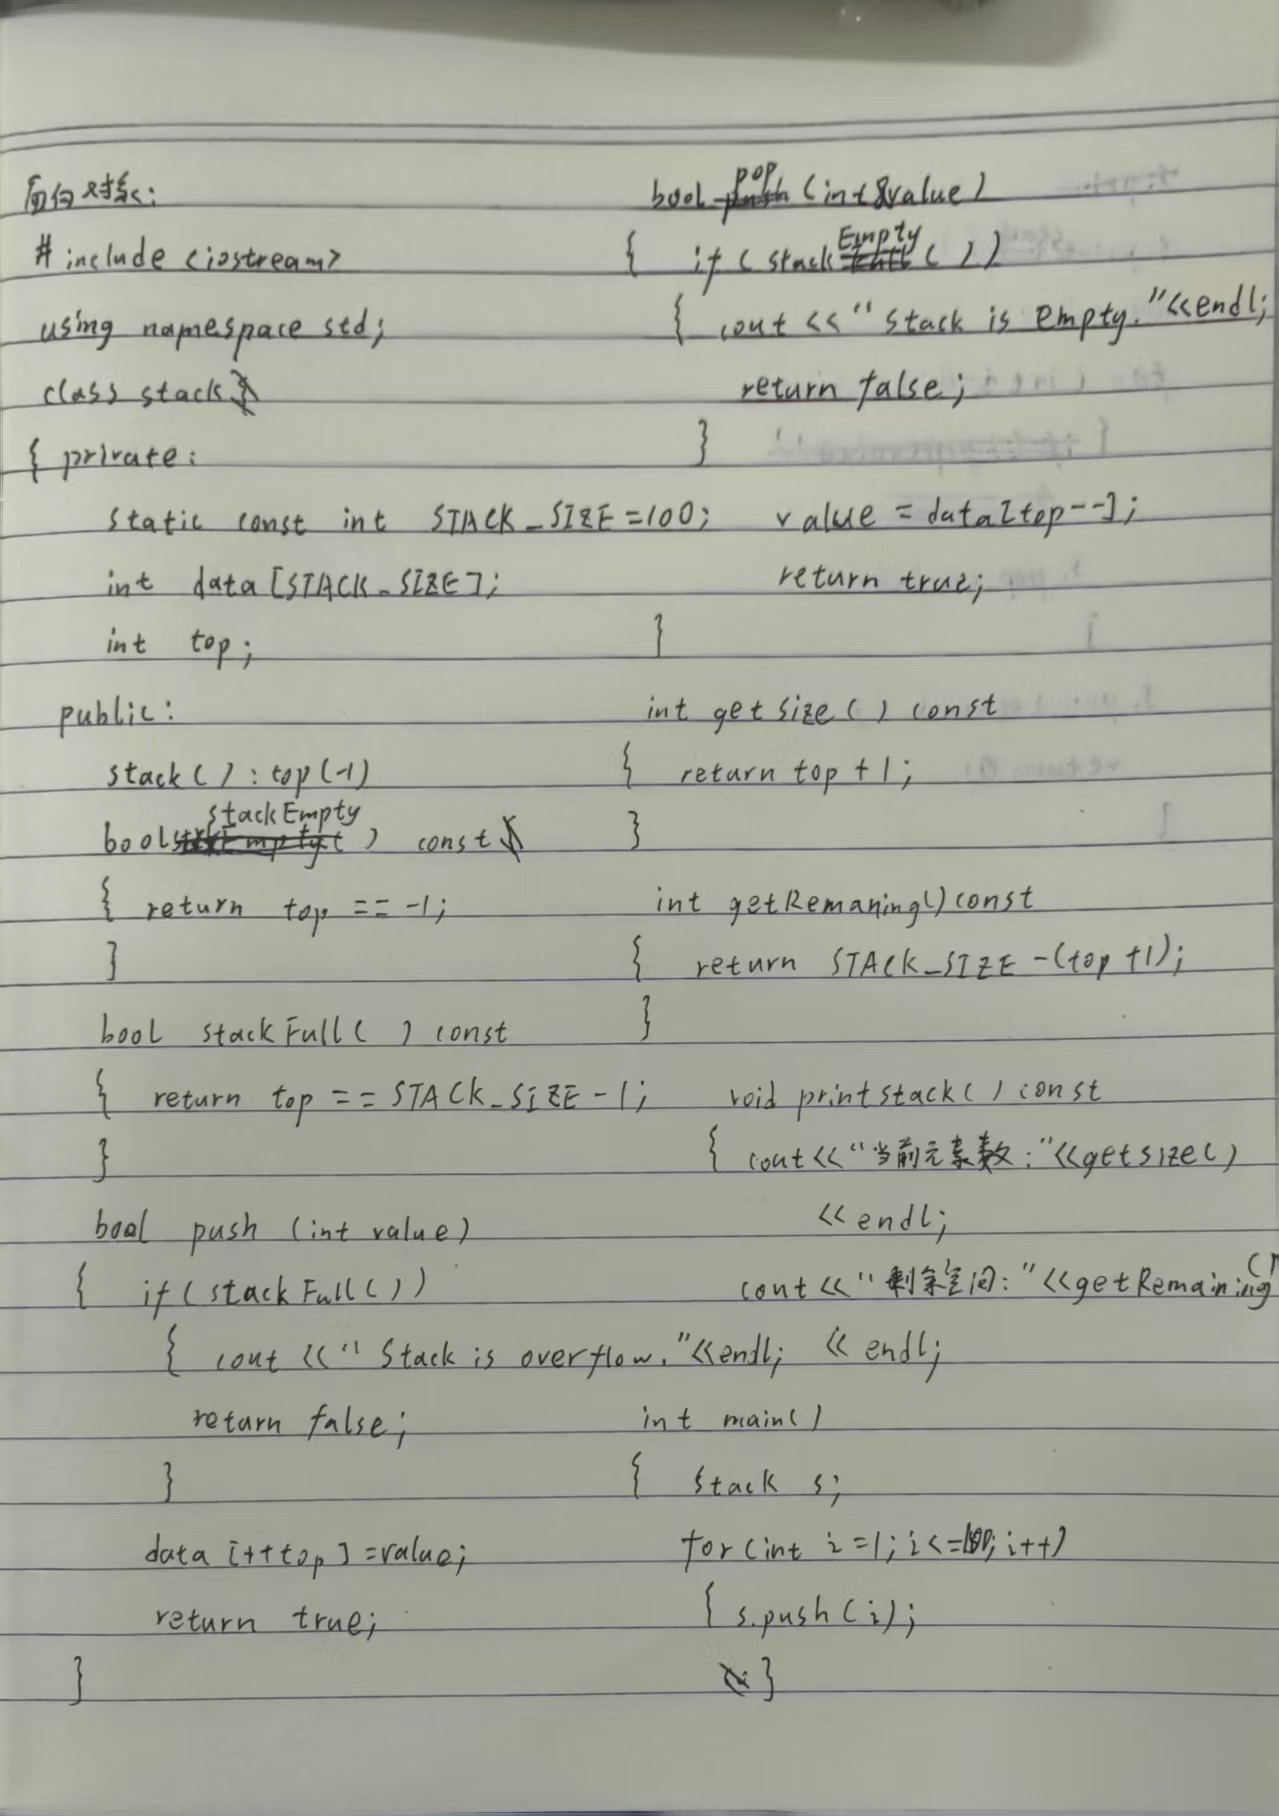 面向对象:
#include <iostream>
using namespace std;
class stack
{ private:
static const int STACK_SIZE=100;
int data[STACK_SIZE];
int top;
public:
stack():top(-1)
bool stackEmpty() const
{ return top == -1;
}
bool stackFull() const
{ return top == STACK_SIZE-1;
}
bool push (int value)
{ if(stackFull())
{ cout <<"Stack is overflow."<<endl;
return false;
}
data[++top]=value;
return true;
}
bool pop (int &value)
{ if(stackEmpty())
{ cout <<"Stack is empty."<<endl;
return false;
}
value = data[top--];
return true;
}
int getsize() const
{ return top+1;
}
int getRemaning() const
{ return STACK_SIZE-(top+1);
}
void printstack() const
{ cout<<"当前元素数:"<<getsize()
<<endl;
cout<<"剩余空间:"<<getRemaining()
<<endl;
int main()
{ stack s;
for(int i=1;i<=100;i++)
{ s.push(i);
}